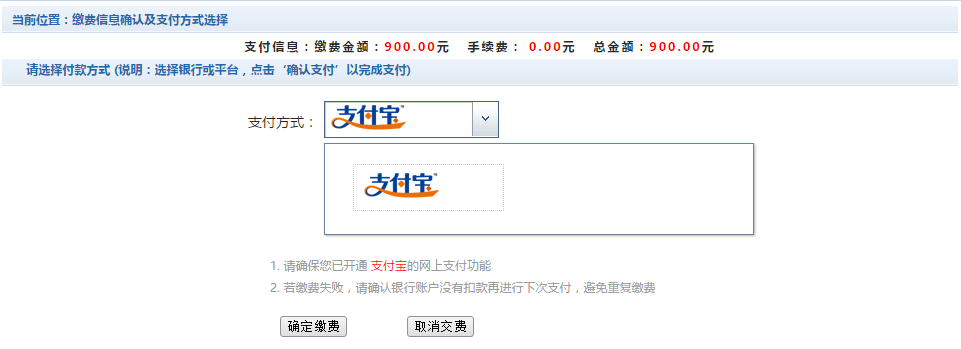 当前位置：缴费信息确认及支付方式选择
支付信息：缴费金额：900.00元 手续费： 0.00元 总金额：900.00元
请选择付款方式 (说明：选择银行或平台，点击‘确认支付’以完成支付)
支付方式： 支付宝™
支付宝™
1. 请确保您已开通 支付宝的网上支付功能
2. 若缴费失败，请确认银行账户没有扣款再进行下次支付，避免重复缴费
确定缴费 取消交费